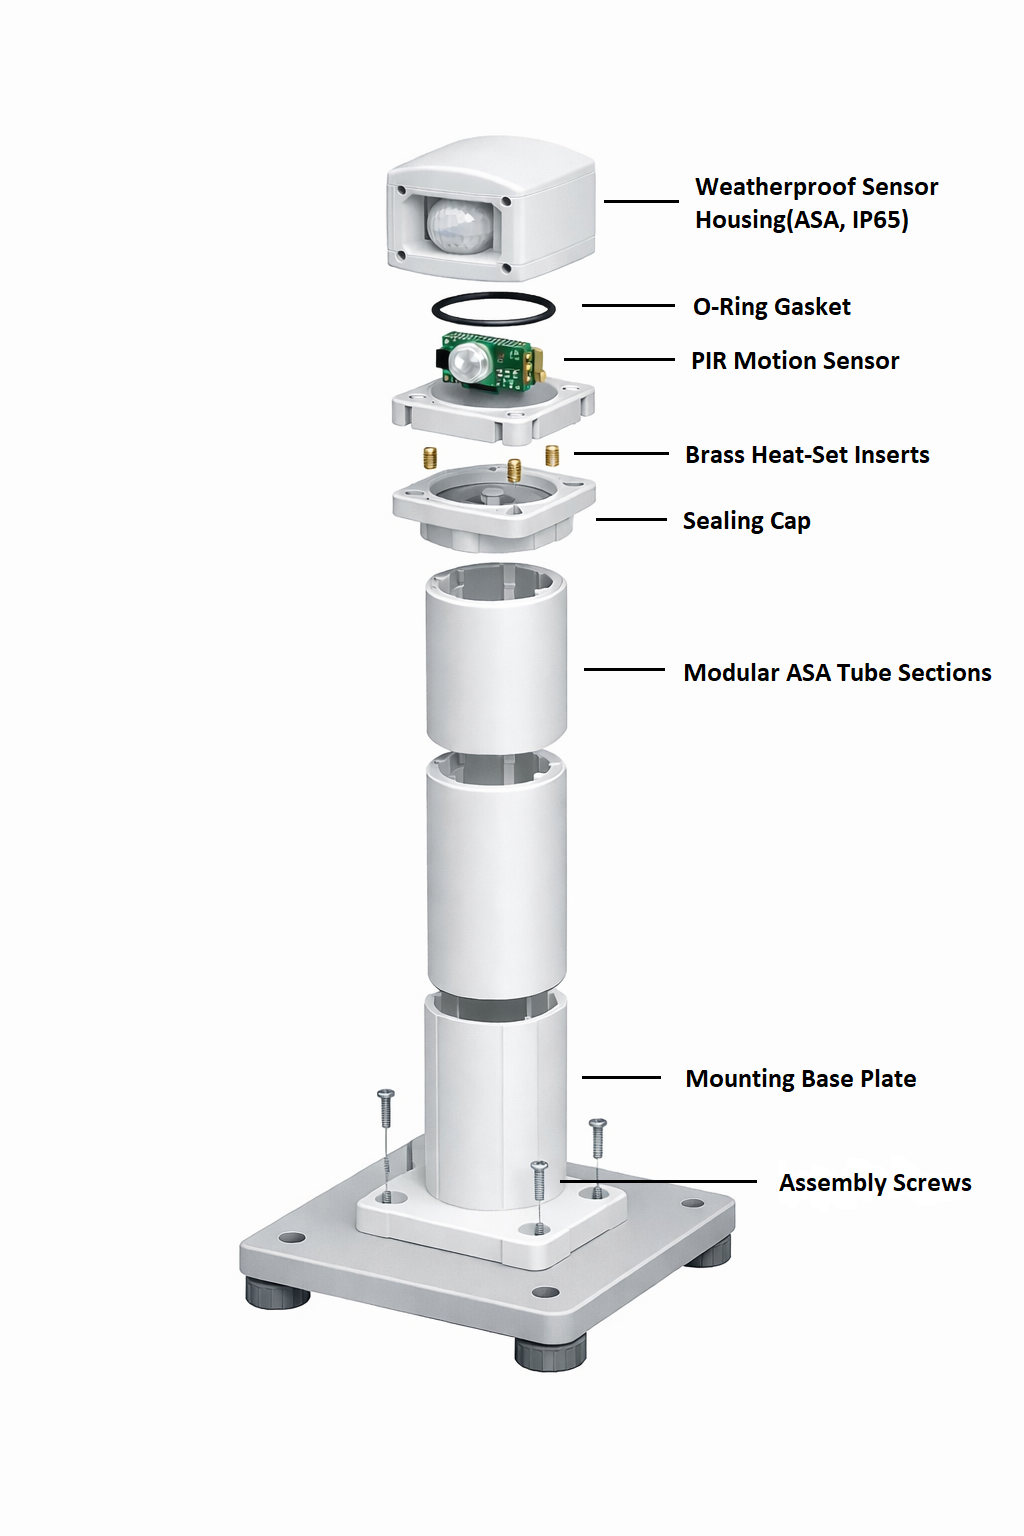 Weatherproof Sensor
Housing(ASA, IP65)
O-Ring Gasket
PIR Motion Sensor
Brass Heat-Set Inserts
Sealing Cap
Modular ASA Tube Sections
Mounting Base Plate
Assembly Screws